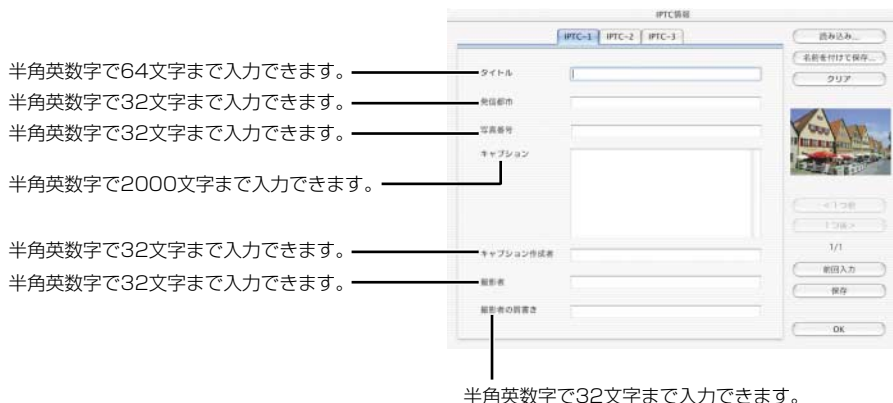 IPTC情報
IPTC-1 IPTC-2 IPTC-3
読み込み...
名前を付けて保存...
クリア
半角英数字で64文字まで入力できます。 タイトル
半角英数字で32文字まで入力できます。 発信都市
半角英数字で32文字まで入力できます。 写真番号
キャプション
半角英数字で2000文字まで入力できます。
<1つ前
1つ後>
1/1
半角英数字で32文字まで入力できます。 キャプション作成者
前回入力
半角英数字で32文字まで入力できます。 撮影者
保存
撮影者の肩書き
OK
半角英数字で32文字まで入力できます。